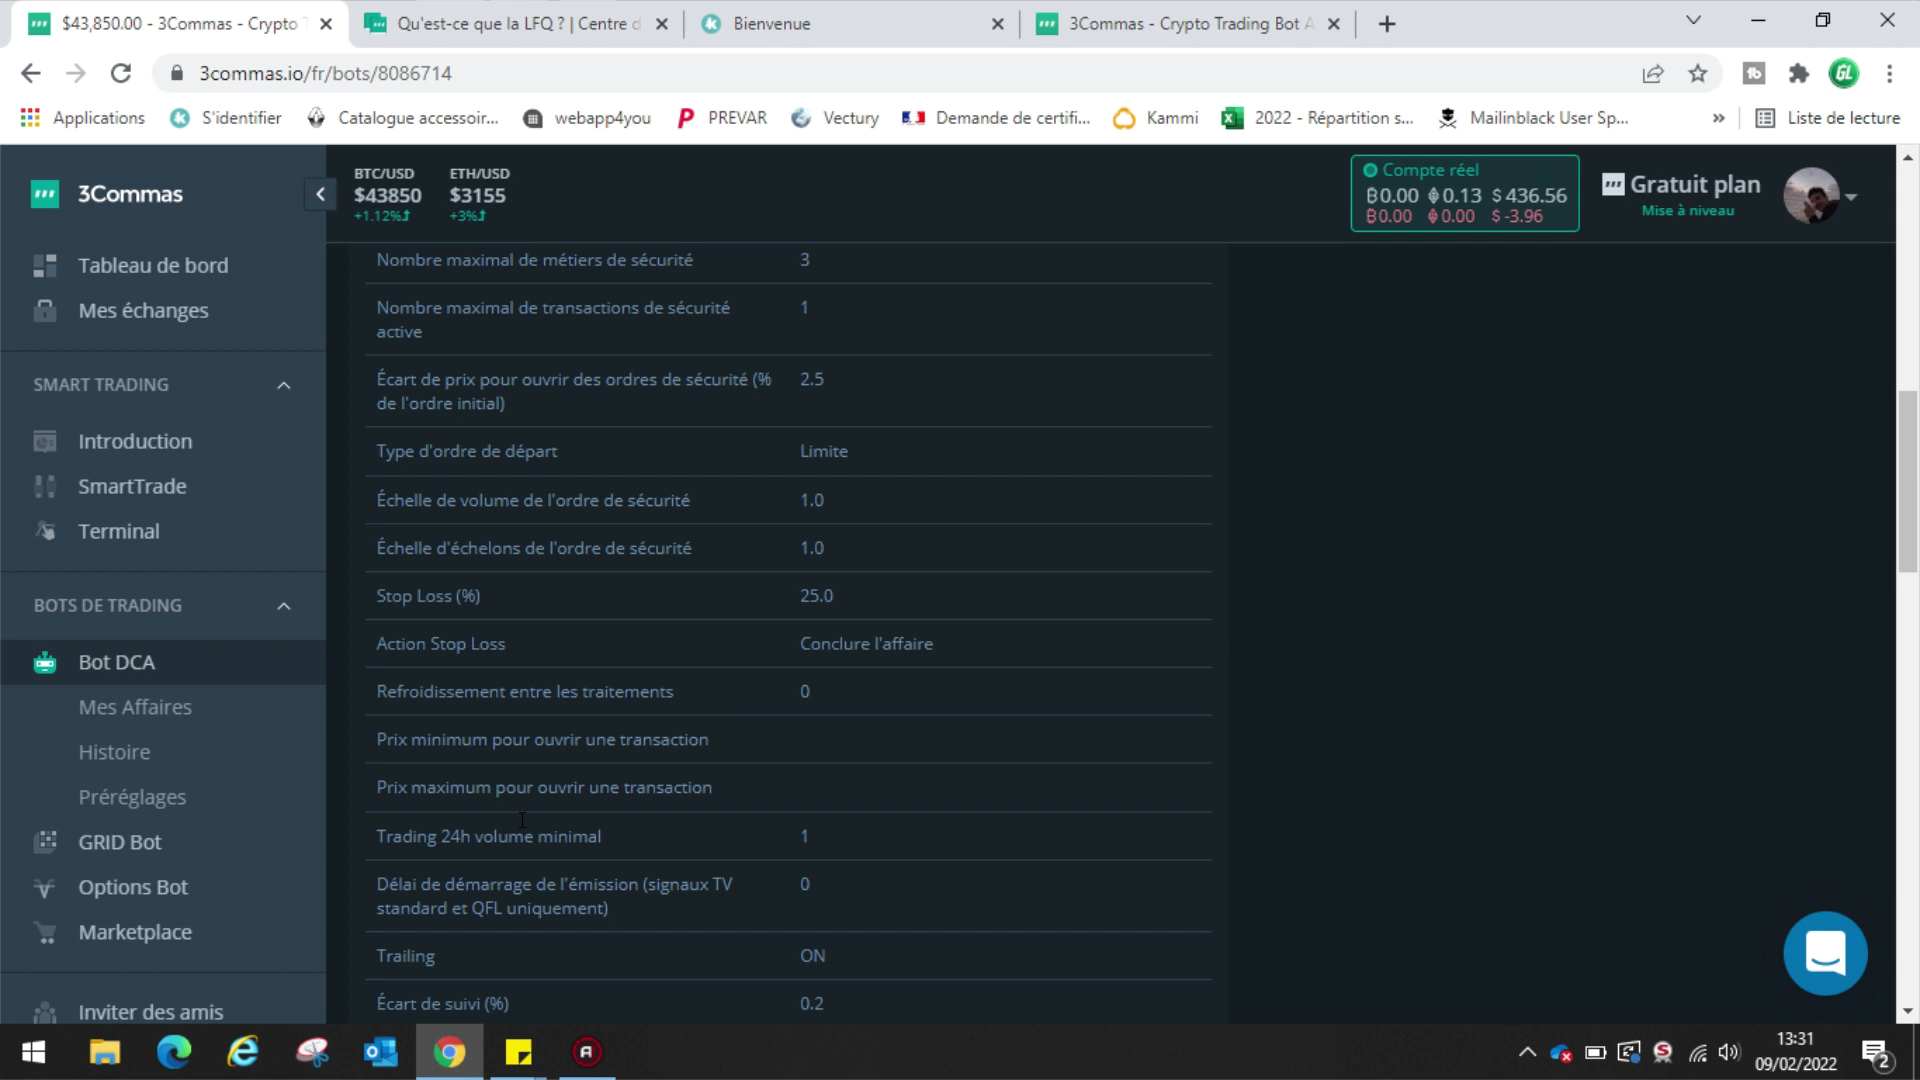 $43,850.00 - 3Commas - Crypto T
Qu'est-ce que la LFQ ? | Centre d
Bienvenue
3Commas - Crypto Trading Bot A
3commas.io/fr/bots/8086714
Applications
S'identifier
Catalogue accessoir...
webapp4you
PREVAR
Vectury
Demande de certifi...
Kammi
2022 - Répartition s...
Mailinblack User Sp...
»
Liste de lecture
3Commas
BTC/USD
$43850
+1.12%
ETH/USD
$3155
+3%
Compte réel
0.00 0.13 $ 436.56
0.00 0.00 $ -3.96
Gratuit plan
Mise à niveau
Tableau de bord
Mes échanges
SMART TRADING
Introduction
SmartTrade
Terminal
BOTS DE TRADING
Bot DCA
Mes Affaires
Histoire
Préréglages
GRID Bot
Options Bot
Marketplace
Inviter des amis
Nombre maximal de métiers de sécurité 3
Nombre maximal de transactions de sécurité 1
active
Écart de prix pour ouvrir des ordres de sécurité (% 2.5
de l'ordre initial)
Type d'ordre de départ Limite
Échelle de volume de l'ordre de sécurité 1.0
Échelle d'échelons de l'ordre de sécurité 1.0
Stop Loss (%) 25.0
Action Stop Loss Conclure l'affaire
Refroidissement entre les traitements 0
Prix minimum pour ouvrir une transaction
Prix maximum pour ouvrir une transaction
Trading 24h volume minimal 1
Délai de démarrage de l'émission (signaux TV 0
standard et QFL uniquement)
Trailing ON
Écart de suivi (%) 0.2
13:31
09/02/2022
2